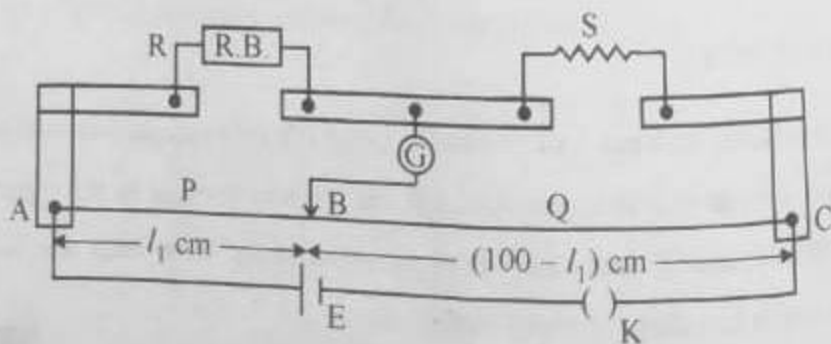 R R.B. S
G
P B Q
A C
l₁ cm (100 – l₁) cm
E K